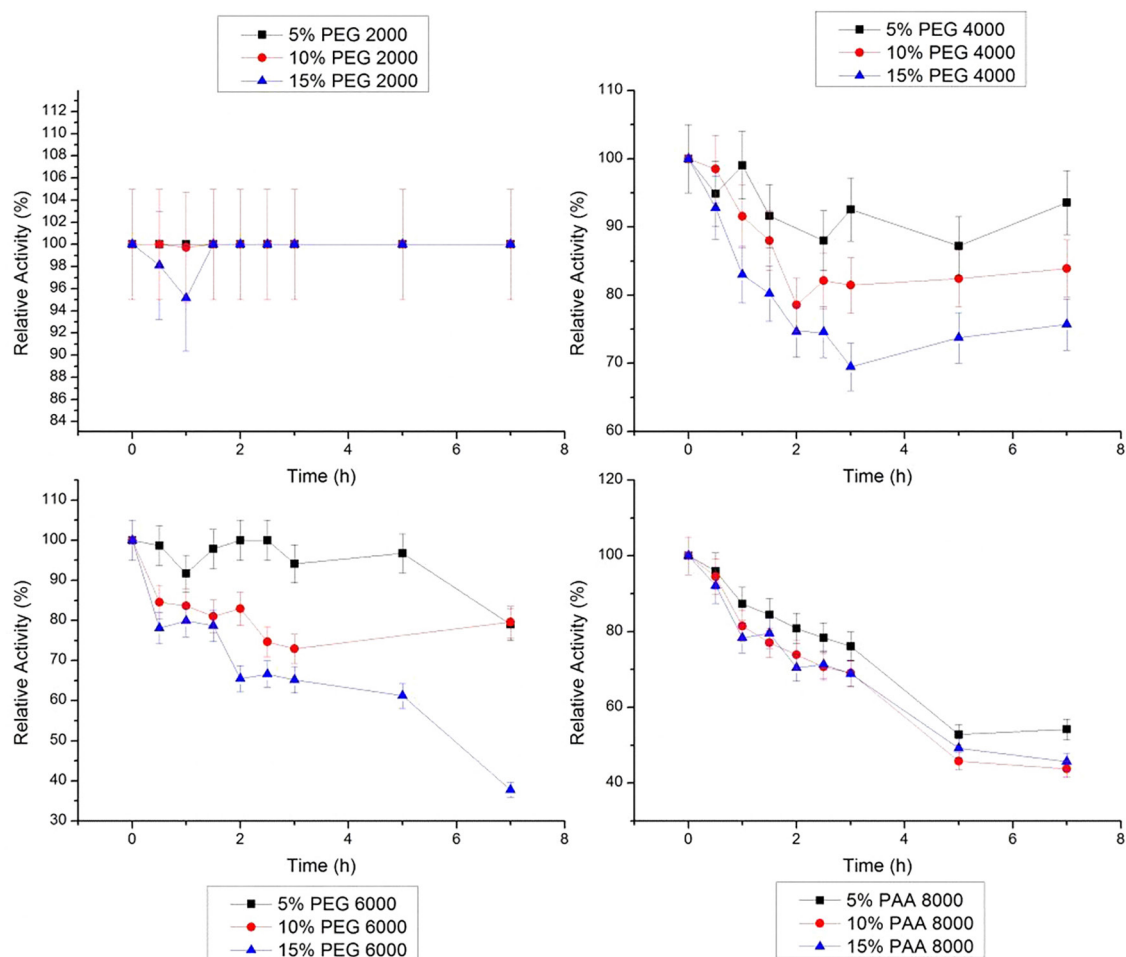 5% PEG 2000
10% PEG 2000
15% PEG 2000
112
110
108
106
104
102
100
98
96
94
92
90
88
86
84
Relative Activity (%)
0
2
4
6
8
Time (h)
5% PEG 4000
10% PEG 4000
15% PEG 4000
100
90
80
70
60
Relative Activity (%)
0
2
4
6
8
Time (h)
110
100
90
80
70
60
50
40
30
Relative Activity (%)
0
2
4
6
8
Time (h)
5% PEG 6000
10% PEG 6000
15% PEG 6000
120
100
80
60
40
Relative Activity (%)
0
2
4
6
8
Time (h)
5% PAA 8000
10% PAA 8000
15% PAA 8000